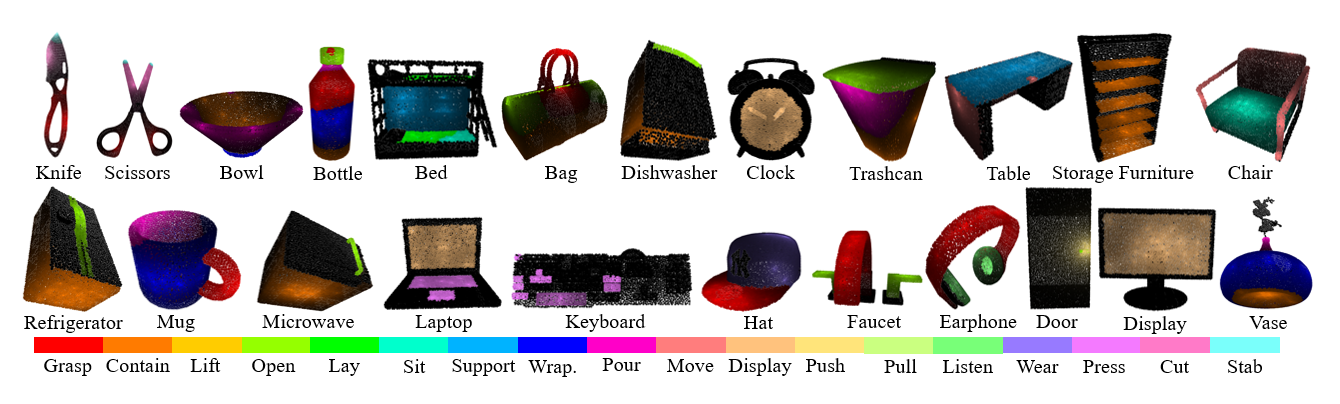 Knife Scissors Bowl Bottle Bed Bag Dishwasher Clock Trashcan Table Storage Furniture Chair
Refrigerator Mug Microwave Laptop Keyboard Hat Faucet Earphone Door Display Vase
Grasp Contain Lift Open Lay Sit Support Wrap. Pour Move Display Push Pull Listen Wear Press Cut Stab